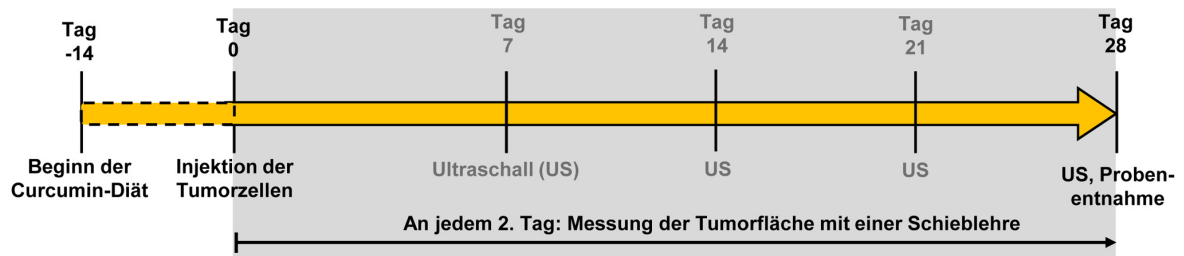 Tag
-14
Tag
0
Tag
7
Tag
14
Tag
21
Tag
28
Beginn der
Curcumin-Diät
Injektion der
Tumorzellen
Ultraschall (US)
US
US
US, Proben-
entnahme
An jedem 2. Tag: Messung der Tumorfläche mit einer Schieblehre